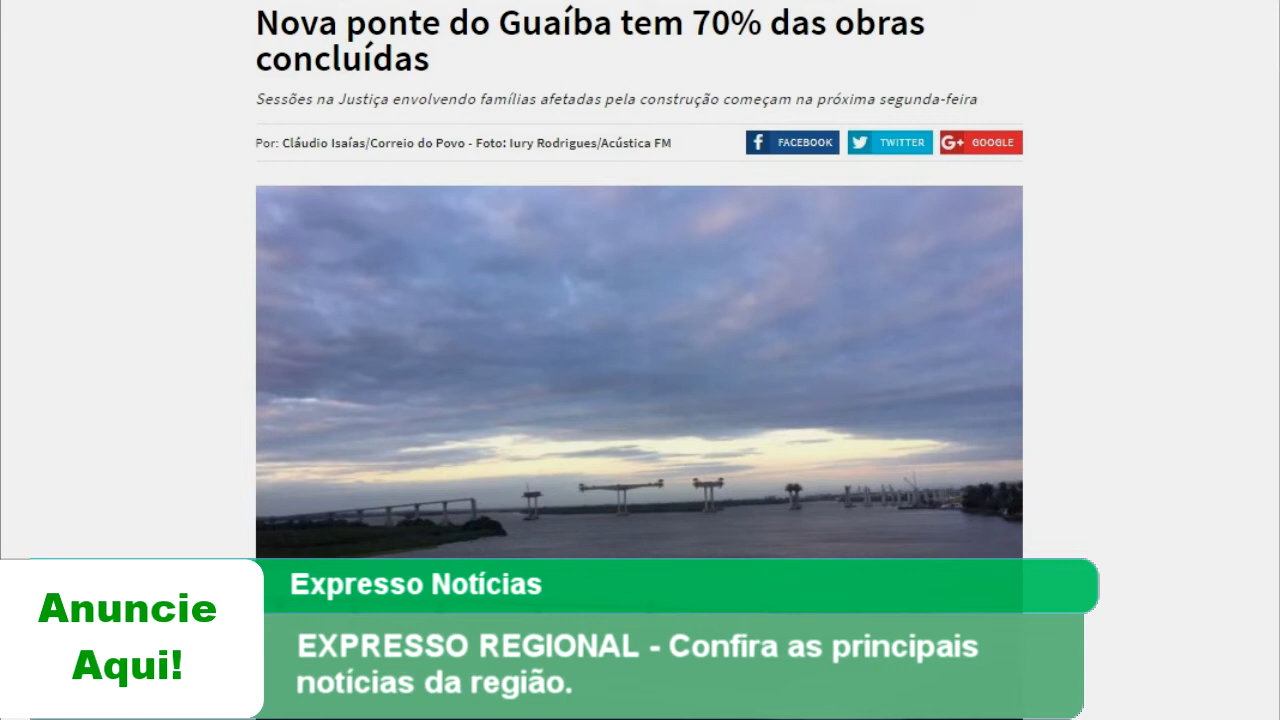 Nova ponte do Guaíba tem 70% das obras
concluídas
Sessões na Justiça envolvendo famílias afetadas pela construção começam na próxima segunda-feira
Por: Cláudio Isaías/Correio do Povo - Foto: Iury Rodrigues/Acústica FM
FACEBOOK
TWITTER
G+ GOOGLE
Expresso Notícias
Anuncie
Aqui!
EXPRESSO REGIONAL - Confira as principais
notícias da região.